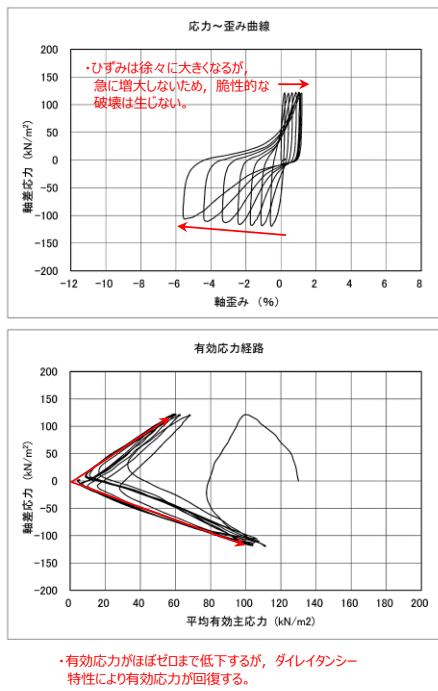 応力～歪み曲線
・ひずみは徐々に大きくなるが，
急に増大しないため，脆性的な
破壊は生じない。
軸差応力 (kN/m²)
200
150
100
50
0
-50
-100
-150
-200
-12 -10 -8 -6 -4 -2 0 2 4 6 8
軸歪み (%)
有効応力経路
軸差応力 (kN/m²)
200
150
100
50
0
-50
-100
-150
-200
0 20 40 60 80 100 120 140
平均有効主応力 (kN/m2)
・有効応力がほぼゼロまで低下するが，ダイレイタンシー
特性により有効応力が回復する。